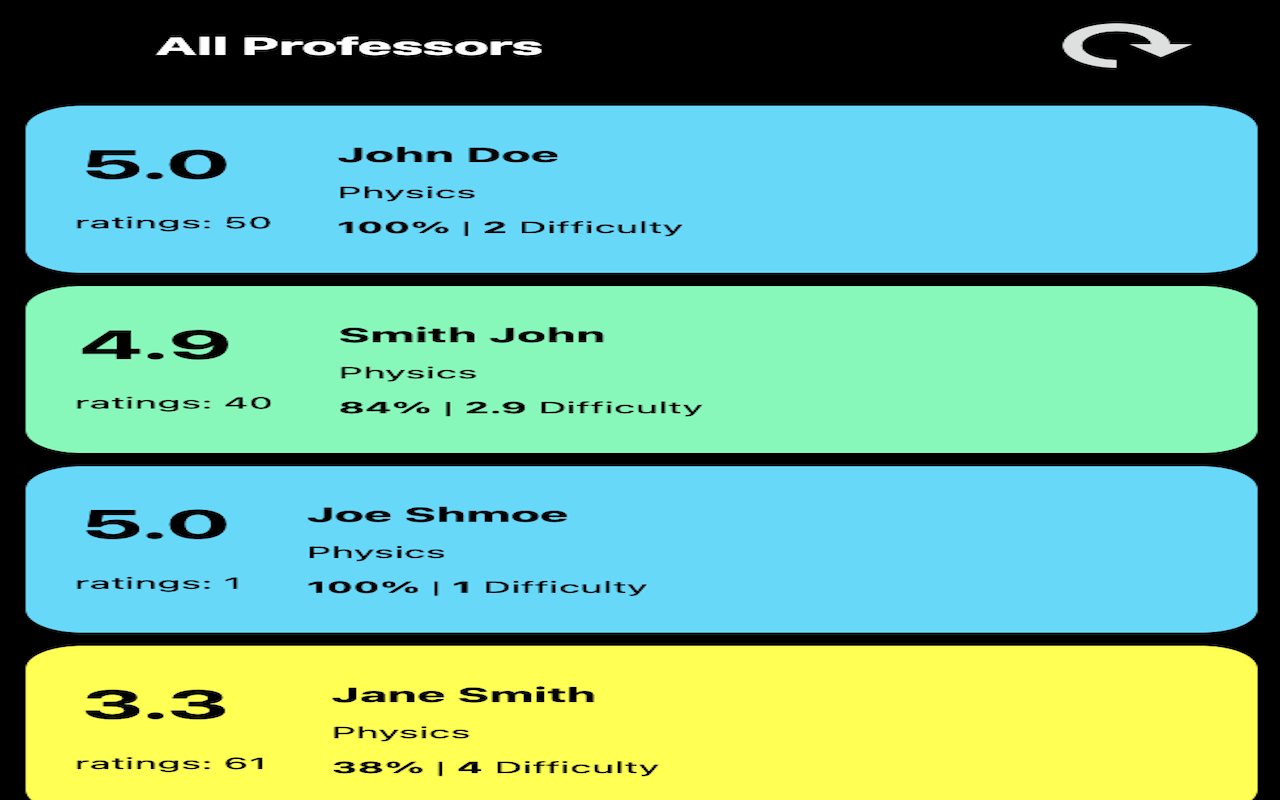 All Professors
5.0
ratings: 50
John Doe
Physics
100% | 2 Difficulty
4.9
ratings: 40
Smith John
Physics
84% | 2.9 Difficulty
5.0
ratings: 1
Joe Shmoe
Physics
100% | 1 Difficulty
3.3
ratings: 61
Jane Smith
Physics
38% | 4 Difficulty